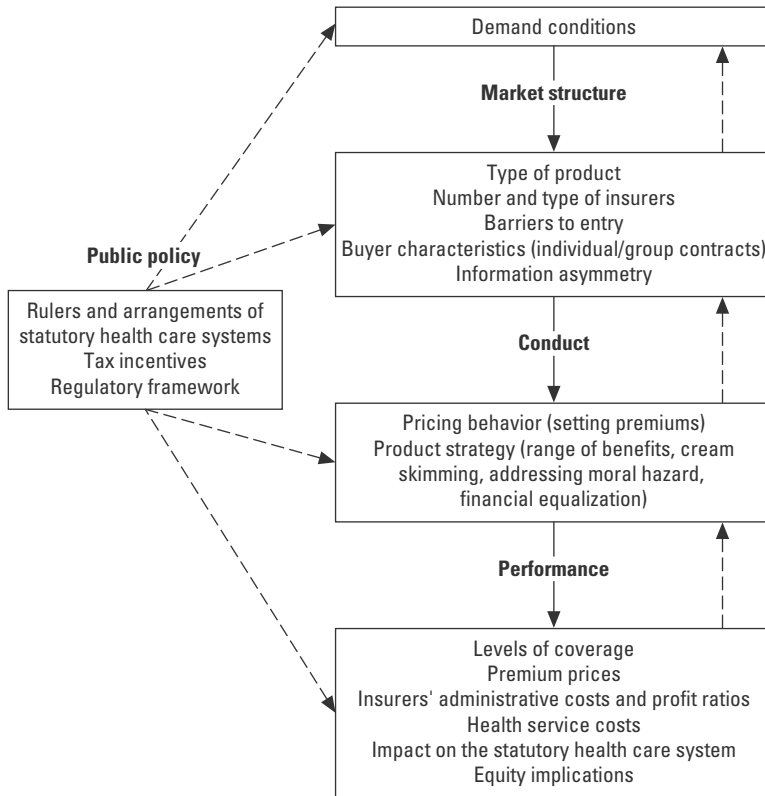 Demand conditions
Market structure
Type of product
Number and type of insurers
Barriers to entry
Buyer characteristics (individual/group contracts)
Information asymmetry
Public policy
Rulers and arrangements of
statutory health care systems
Tax incentives
Regulatory framework
Conduct
Pricing behavior (setting premiums)
Product strategy (range of benefits, cream
skimming, addressing moral hazard,
financial equalization)
Performance
Levels of coverage
Premium prices
Insurers' administrative costs and profit ratios
Health service costs
Impact on the statutory health care system
Equity implications